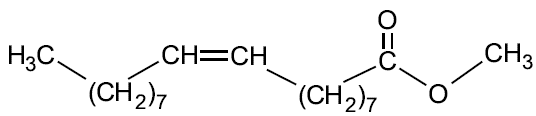 O
H₃C CH=CH C CH₃
(CH₂)₇ (CH₂)₇ O